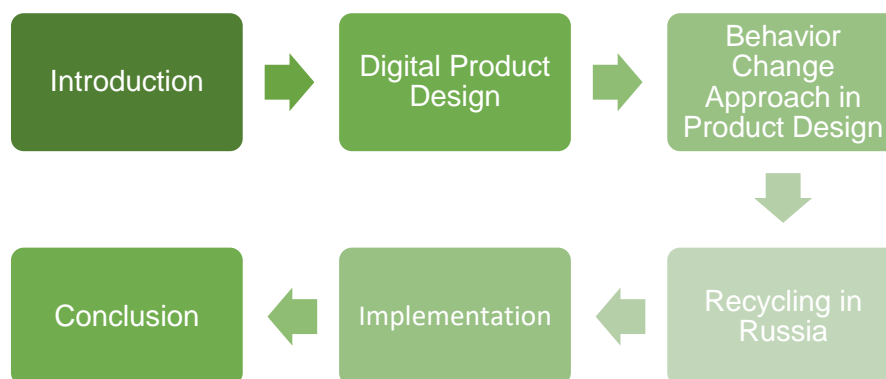 Introduction
Digital Product
Design
Behavior
Change
Approach in
Product Design
Recycling in
Russia
Implementation
Conclusion